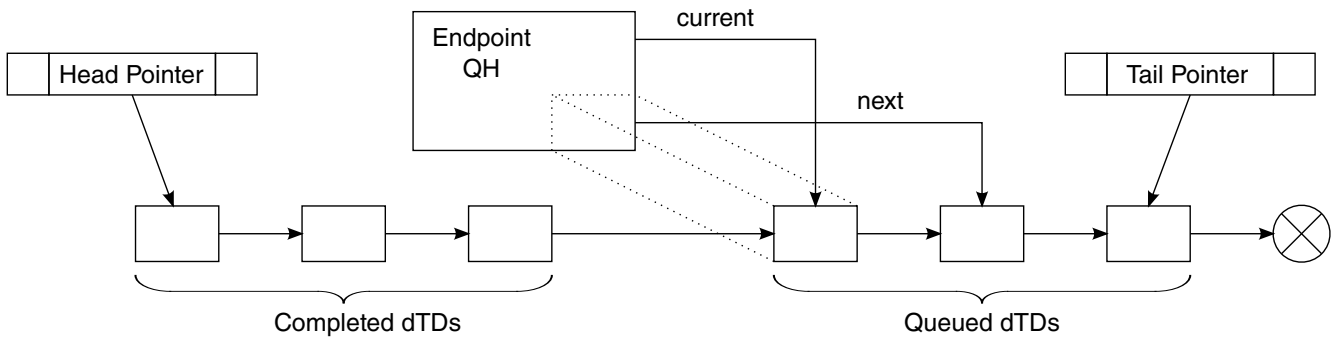 current
Endpoint
QH
Head Pointer
Tail Pointer
next
Completed dTDs
Queued dTDs